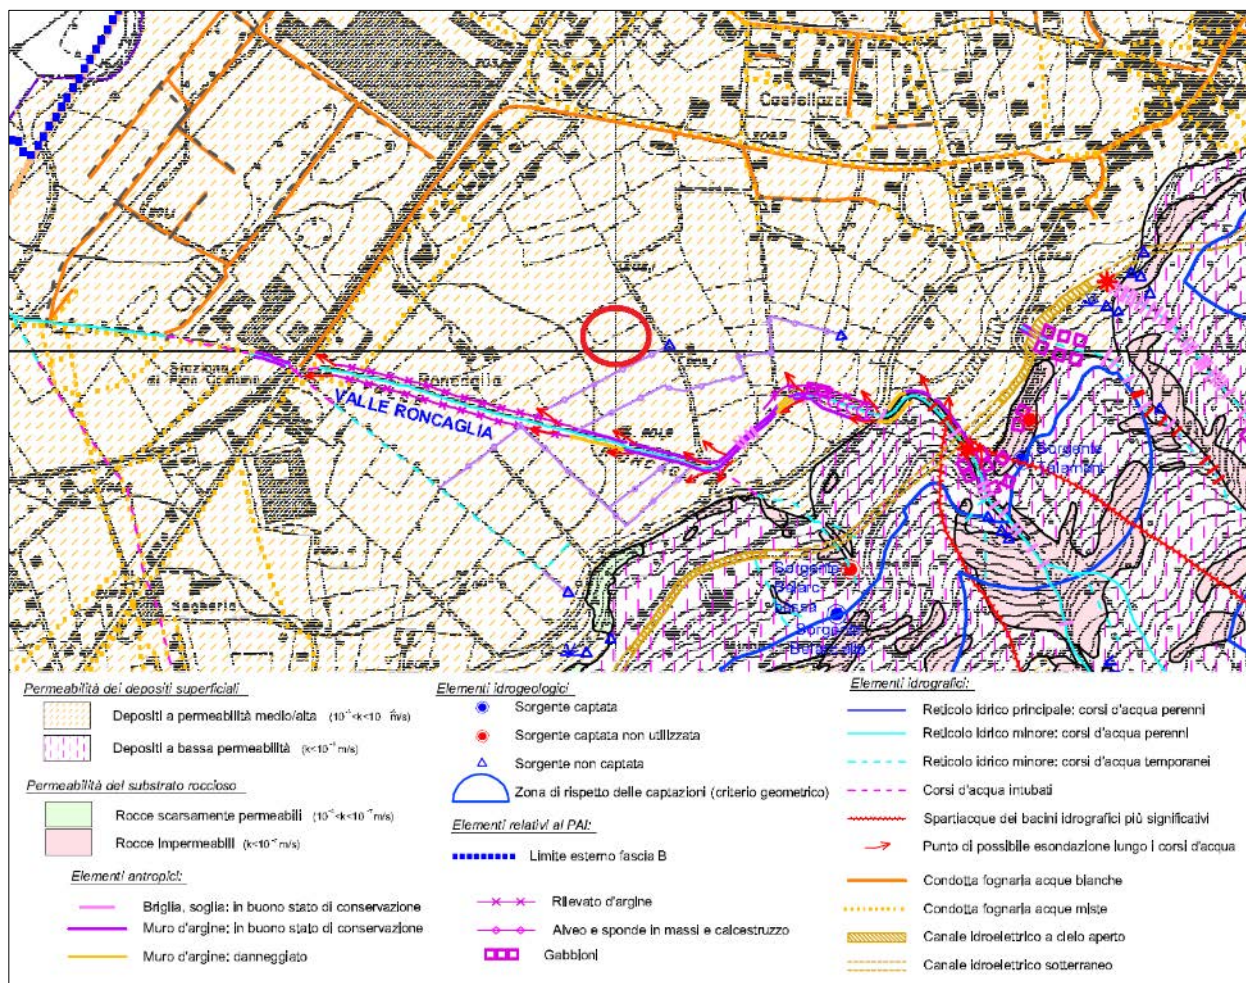 Castellazzo
Stazione
di Pian Camuno
Roncaglia
VALLE RONCAGLIA
Segheria
Sorgente
Sorgente
Sorgente
Permeabilità dei depositi superficiali
Depositi a permeabilità medio/alta
Depositi a bassa permeabilità
Permeabilità del substrato roccioso
Rocce scarsamente permeabili
Rocce Impermeabili
Elementi antropici:
Briglia, soglia: in buono stato di conservazione
Muro d'argine: in buono stato di conservazione
Muro d'argine: danneggiato
Elementi idrogeologici
Sorgente captata
Sorgente captata non utilizzata
Sorgente non captata
Zona di rispetto delle captazioni (criterio geometrico)
Elementi relativi al PAI:
Limite esterno fascia B
Rilevato d'argine
Alveo e sponde in massi e calcestruzzo
Gabbioni
Elementi idrografici:
Reticolo idrico principale: corsi d'acqua perenni
Reticolo idrico minore: corsi d'acqua perenni
Reticolo idrico minore: corsi d'acqua temporanei
Corsi d'acqua intubati
Spartiacque dei bacini idrografici più significativi
Punto di possibile esondazione lungo i corsi d'acqua
Condotta fognaria acque bianche
Condotta fognaria acque miste
Canale idroelettrico a cielo aperto
Canale idroelettrico sotterraneo